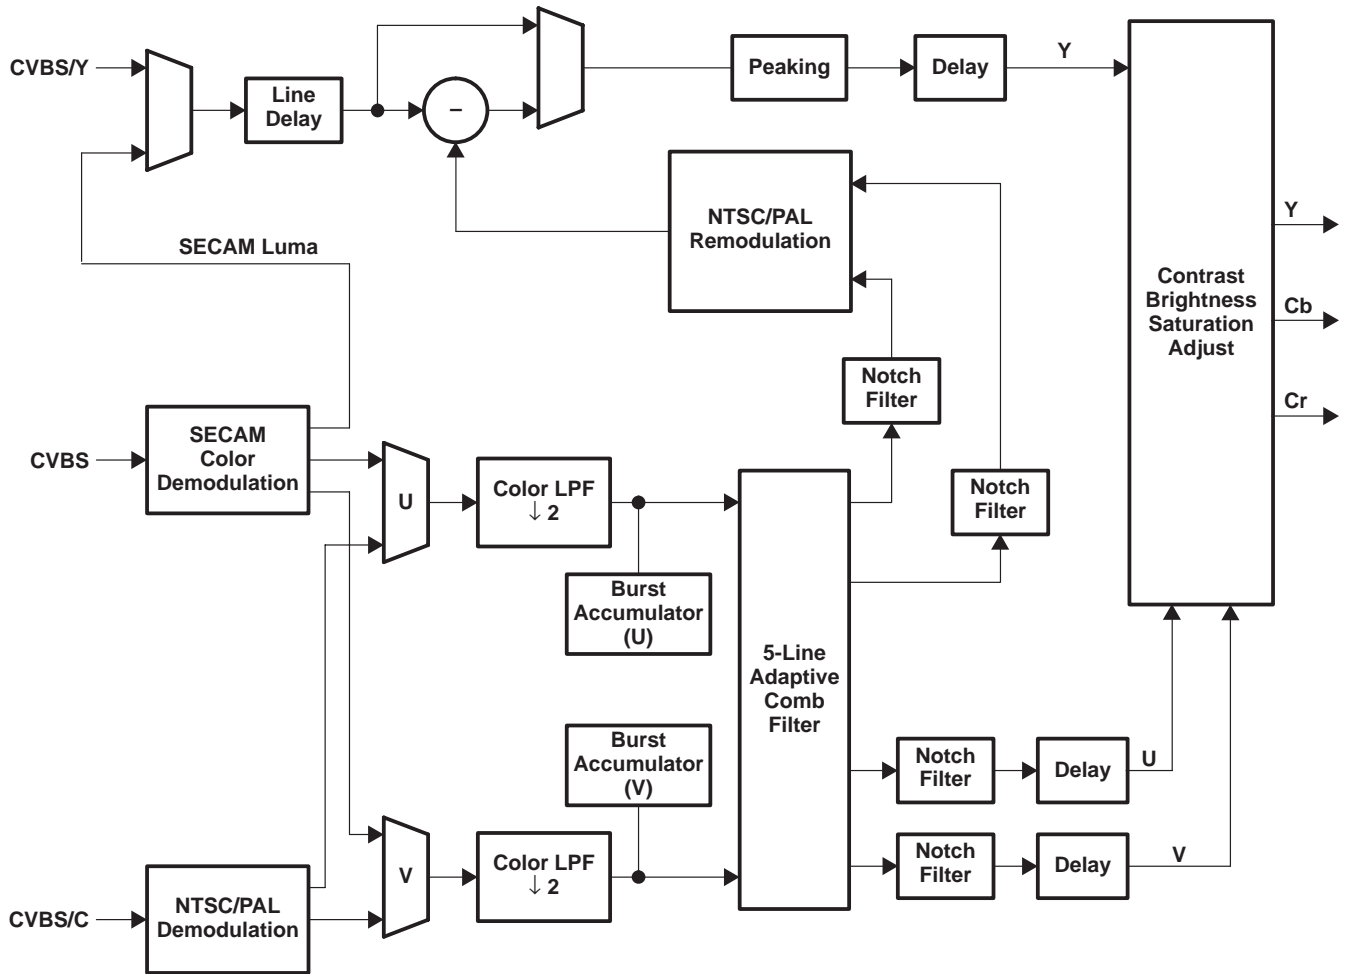 CVBS/Y
Line
Delay
–
Peaking
Delay
Y
NTSC/PAL
Remodulation
SECAM Luma
Contrast
Brightness
Saturation
Adjust
Y
Cb
Cr
Notch
Filter
Notch
Filter
CVBS
SECAM
Color
Demodulation
U
Color LPF
↓ 2
Burst
Accumulator
(U)
5-Line
Adaptive
Comb
Filter
Burst
Accumulator
(V)
Notch
Filter
Delay
U
Notch
Filter
Delay
V
CVBS/C
NTSC/PAL
Demodulation
V
Color LPF
↓ 2